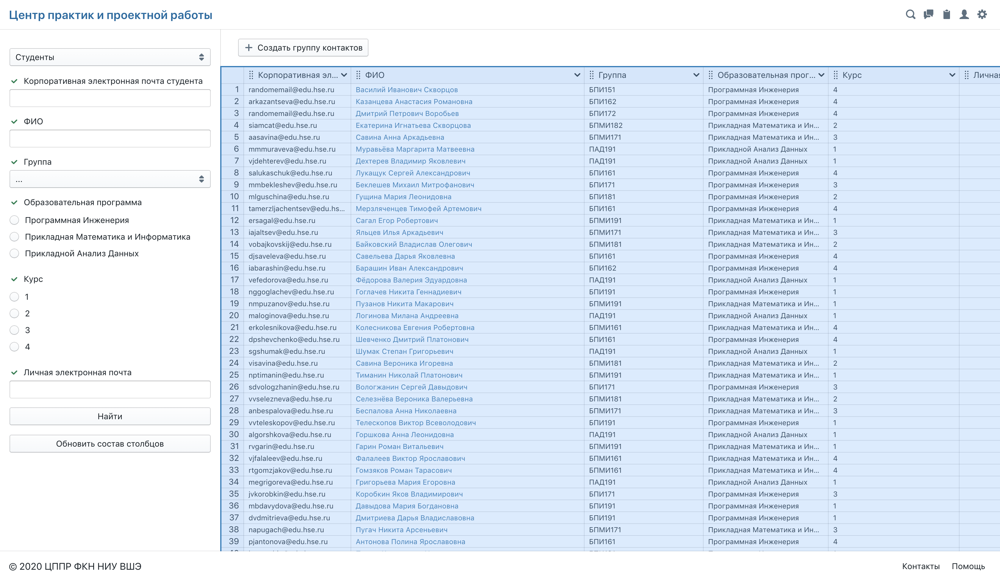 Центр практик и проектной работы
Студенты
Корпоративная электронная почта студента
ФИО
Группа
...
Образовательная программа
Программная Инженерия
Прикладная Математика и Информатика
Прикладной Анализ Данных
Курс
1
2
3
4
Личная электронная почта
Найти
Обновить состав столбцов
Создать группу контактов
Корпоративная эл... ФИО Группа Образовательная прог... Курс
1 randomemail@edu.hse.ru Василий Иванович Скворцов БПИ151 Программная Инженерия 4
2 arkazantseva@edu.hse.ru Казанцева Анастасия Романовна БПИ162 Программная Инженерия 4
3 randomemail@edu.hse.ru Дмитрий Петрович Воробьев БПИ172 Программная Инженерия 4
4 siamcat@edu.hse.ru Екатерина Игнатьева Скворцова БПМИ182 Прикладная Математика и Ин... 2
5 aasavina@edu.hse.ru Савина Анна Аркадьевна БПМИ171 Прикладная Математика и Ин... 3
6 mmmuraveva@edu.hse.ru Муравьёва Маргарита Матвеевна ПАД191 Прикладной Анализ Данных 1
7 vjdehterev@edu.hse.ru Дехтерев Владимир Яковлевич ПАД191 Прикладной Анализ Данных 1
8 salukaschuk@edu.hse.ru Лукащук Сергей Александрович БПИ161 Программная Инженерия 4
9 mmbekleshev@edu.hse.ru Беклешев Михаил Митрофанович БПИ171 Программная Инженерия 3
10 mlguschina@edu.hse.ru Гущина Мария Леонидовна БПИ181 Программная Инженерия 2
11 tamerzljachentsev@edu.hs... Мерзляченцев Тимофей Артемович БПИ161 Программная Инженерия 4
12 ersagal@edu.hse.ru Сагал Егор Робертович БПМИ191 Прикладная Математика и Ин... 1
13 iajaltsev@edu.hse.ru Яльцев Илья Аркадьевич БПМИ171 Прикладная Математика и Ин... 3
14 vobajkovskij@edu.hse.ru Байковский Владислав Олегович БПМИ181 Прикладная Математика и Ин... 2
15 djsaveleva@edu.hse.ru Савельева Дарья Яковлевна БПИ161 Программная Инженерия 4
16 iabarashin@edu.hse.ru Барашин Иван Александрович БПИ162 Программная Инженерия 4
17 vefedorova@edu.hse.ru Фёдорова Валерия Эдуардовна ПАД191 Прикладной Анализ Данных 1
18 nggoglachev@edu.hse.ru Гоглачев Никита Геннадиевич БПИ191 Программная Инженерия 1
19 nmpuzanov@edu.hse.ru Пузанов Никита Макарович БПМИ191 Прикладная Математика и Ин... 1
20 maloginova@edu.hse.ru Логинова Милана Андреевна ПАД191 Прикладной Анализ Данных 1
21 erkolesnikova@edu.hse.ru Колесникова Евгения Робертовна БПМИ161 Прикладная Математика и Ин... 4
22 dpshevchenko@edu.hse.ru Шевченко Дмитрий Платонович БПИ161 Программная Инженерия 4
23 sgshumak@edu.hse.ru Шумак Степан Григорьевич ПАД191 Прикладной Анализ Данных 1
24 visavina@edu.hse.ru Савина Вероника Игоревна БПМИ181 Прикладная Математика и Ин... 2
25 nptimanin@edu.hse.ru Тиманин Николай Платонович БПМИ191 Прикладная Математика и Ин... 1
26 sdvologzhanin@edu.hse.ru Вологжанин Сергей Давыдович БПИ171 Программная Инженерия 3
27 vvselezneva@edu.hse.ru Селезнёва Вероника Валерьевна БПМИ181 Прикладная Математика и Ин... 2
28 anbespalova@edu.hse.ru Беспалова Анна Николаевна БПМИ171 Прикладная Математика и Ин... 3
29 vvteleskopov@edu.hse.ru Телескопов Виктор Всеволодович БПИ191 Программная Инженерия 1
30 algorshkova@edu.hse.ru Горшкова Анна Леонидовна ПАД191 Прикладной Анализ Данных 1
31 rvgarin@edu.hse.ru Гарин Роман Витальевич БПМИ191 Прикладная Математика и Ин... 1
32 vjfalaleev@edu.hse.ru Фалалеев Виктор Ярославович БПМИ161 Прикладная Математика и Ин... 4
33 rtgomzjakov@edu.hse.ru Гомзяков Роман Тарасович БПМИ161 Прикладная Математика и Ин... 4
34 megrigoreva@edu.hse.ru Григорьева Мария Егоровна ПАД191 Прикладной Анализ Данных 1
35 jvkorobkin@edu.hse.ru Коробкин Яков Владимирович БПИ171 Программная Инженерия 3
36 mbdavydova@edu.hse.ru Давыдова Мария Богдановна БПИ191 Программная Инженерия 1
37 dvdmitrieva@edu.hse.ru Дмитриева Дарья Владиславовна БПИ191 Программная Инженерия 1
38 napugach@edu.hse.ru Пугач Никита Арсеньевич БПМИ171 Прикладная Математика и Ин... 3
39 pjantonova@edu.hse.ru Антонова Полина Ярославовна БПИ161 Программная Инженерия 4
© 2020 ЦППР ФКН НИУ ВШЭ
Контакты Помощь